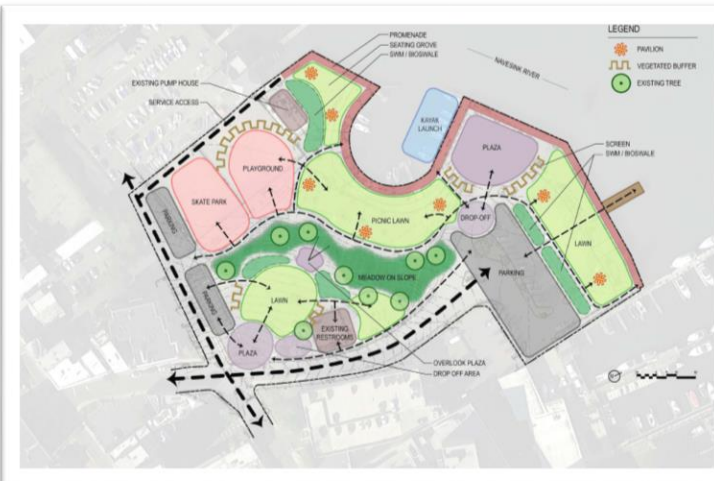 PROMENADE
SEATING GROVE
SWM / BIOSWALE
EXISTING PUMP HOUSE
SERVICE ACCESS
NAVESINK RIVER
LEGEND
PAVILION
VEGETATED BUFFER
EXISTING TREE
KAYAK
LAUNCH
PLAZA
SCREEN
SWM / BIOSWALE
PLAYGROUND
SKATE PARK
PARKING
PICNIC LAWN
DROP-OFF
LAWN
PARKING
MEADOW ON SLOPE
LAWN
PARKING
EXISTING
RESTROOMS
PLAZA
OVERLOOK PLAZA
DROP OFF AREA